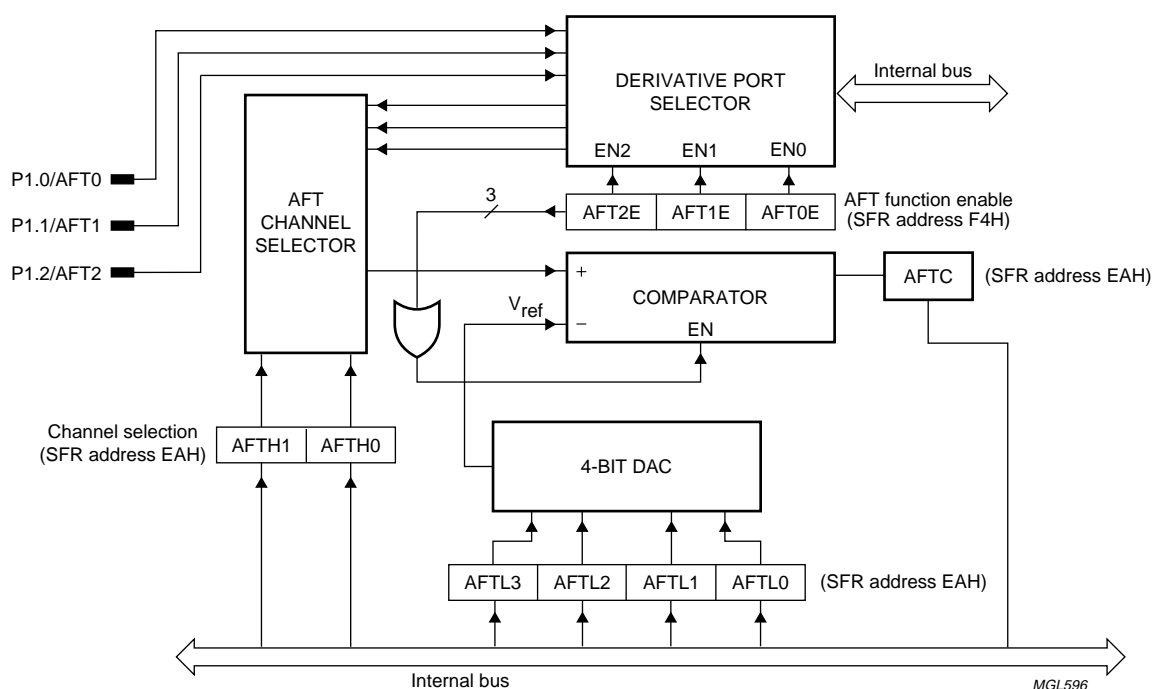 DERIVATIVE PORT
SELECTOR
Internal bus
EN2 EN1 EN0
P1.0/AFT0
P1.1/AFT1
P1.2/AFT2
AFT
CHANNEL
SELECTOR
3
AFT2E AFT1E AFT0E
AFT function enable
(SFR address F4H)
+
COMPARATOR
−
EN
Vref
AFTC
(SFR address EAH)
Channel selection
(SFR address EAH)
AFTH1 AFTH0
4-BIT DAC
AFTL3 AFTL2 AFTL1 AFTL0
(SFR address EAH)
Internal bus
MGL596